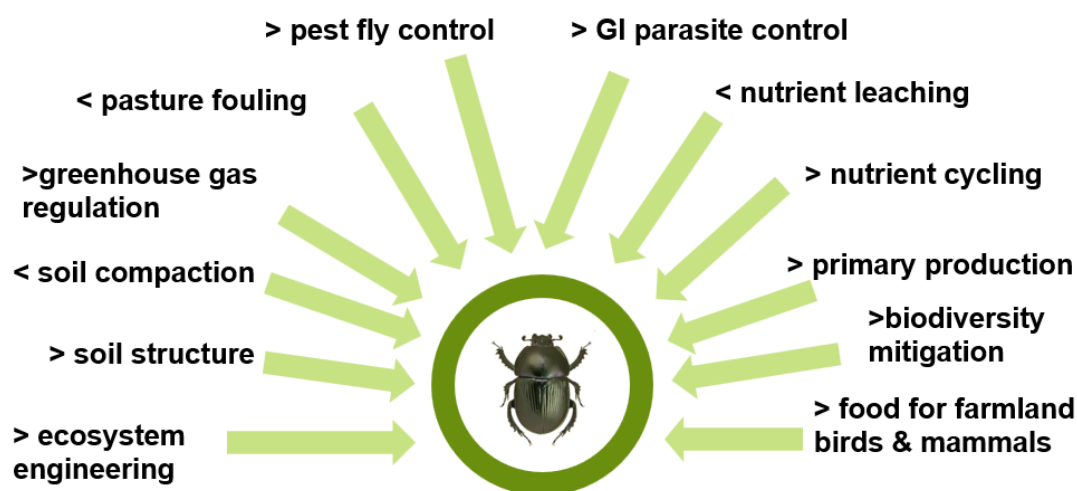 > pest fly control
> GI parasite control
< pasture fouling
< nutrient leaching
>greenhouse gas
regulation
> nutrient cycling
< soil compaction
> primary production
> soil structure
>biodiversity
mitigation
> ecosystem
engineering
> food for farmland
birds & mammals